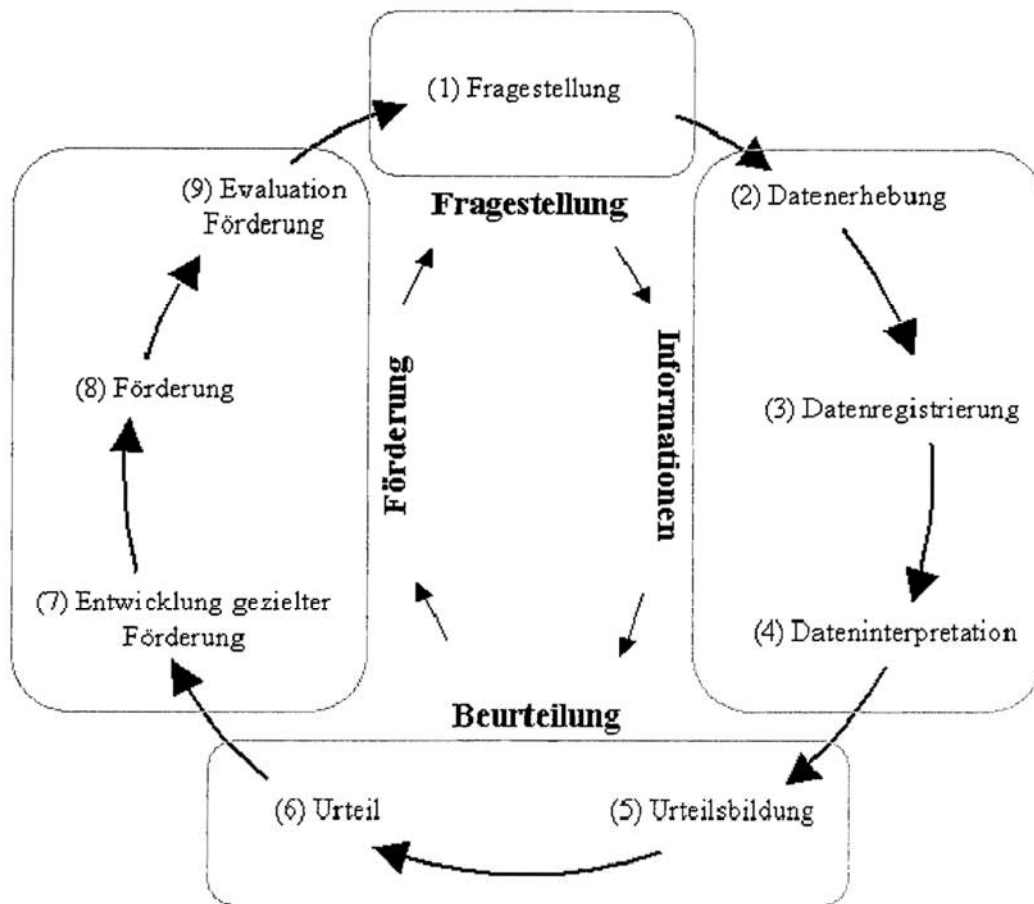 (1) Fragestellung
(2) Datenerhebung
(3) Datenregistrierung
(4) Dateninterpretation
(5) Urteilsbildung
(6) Urteil
(7) Entwicklung gezielter
Förderung
(8) Förderung
(9) Evaluation
Förderung
Fragestellung
Informationen
Beurteilung
Förderung